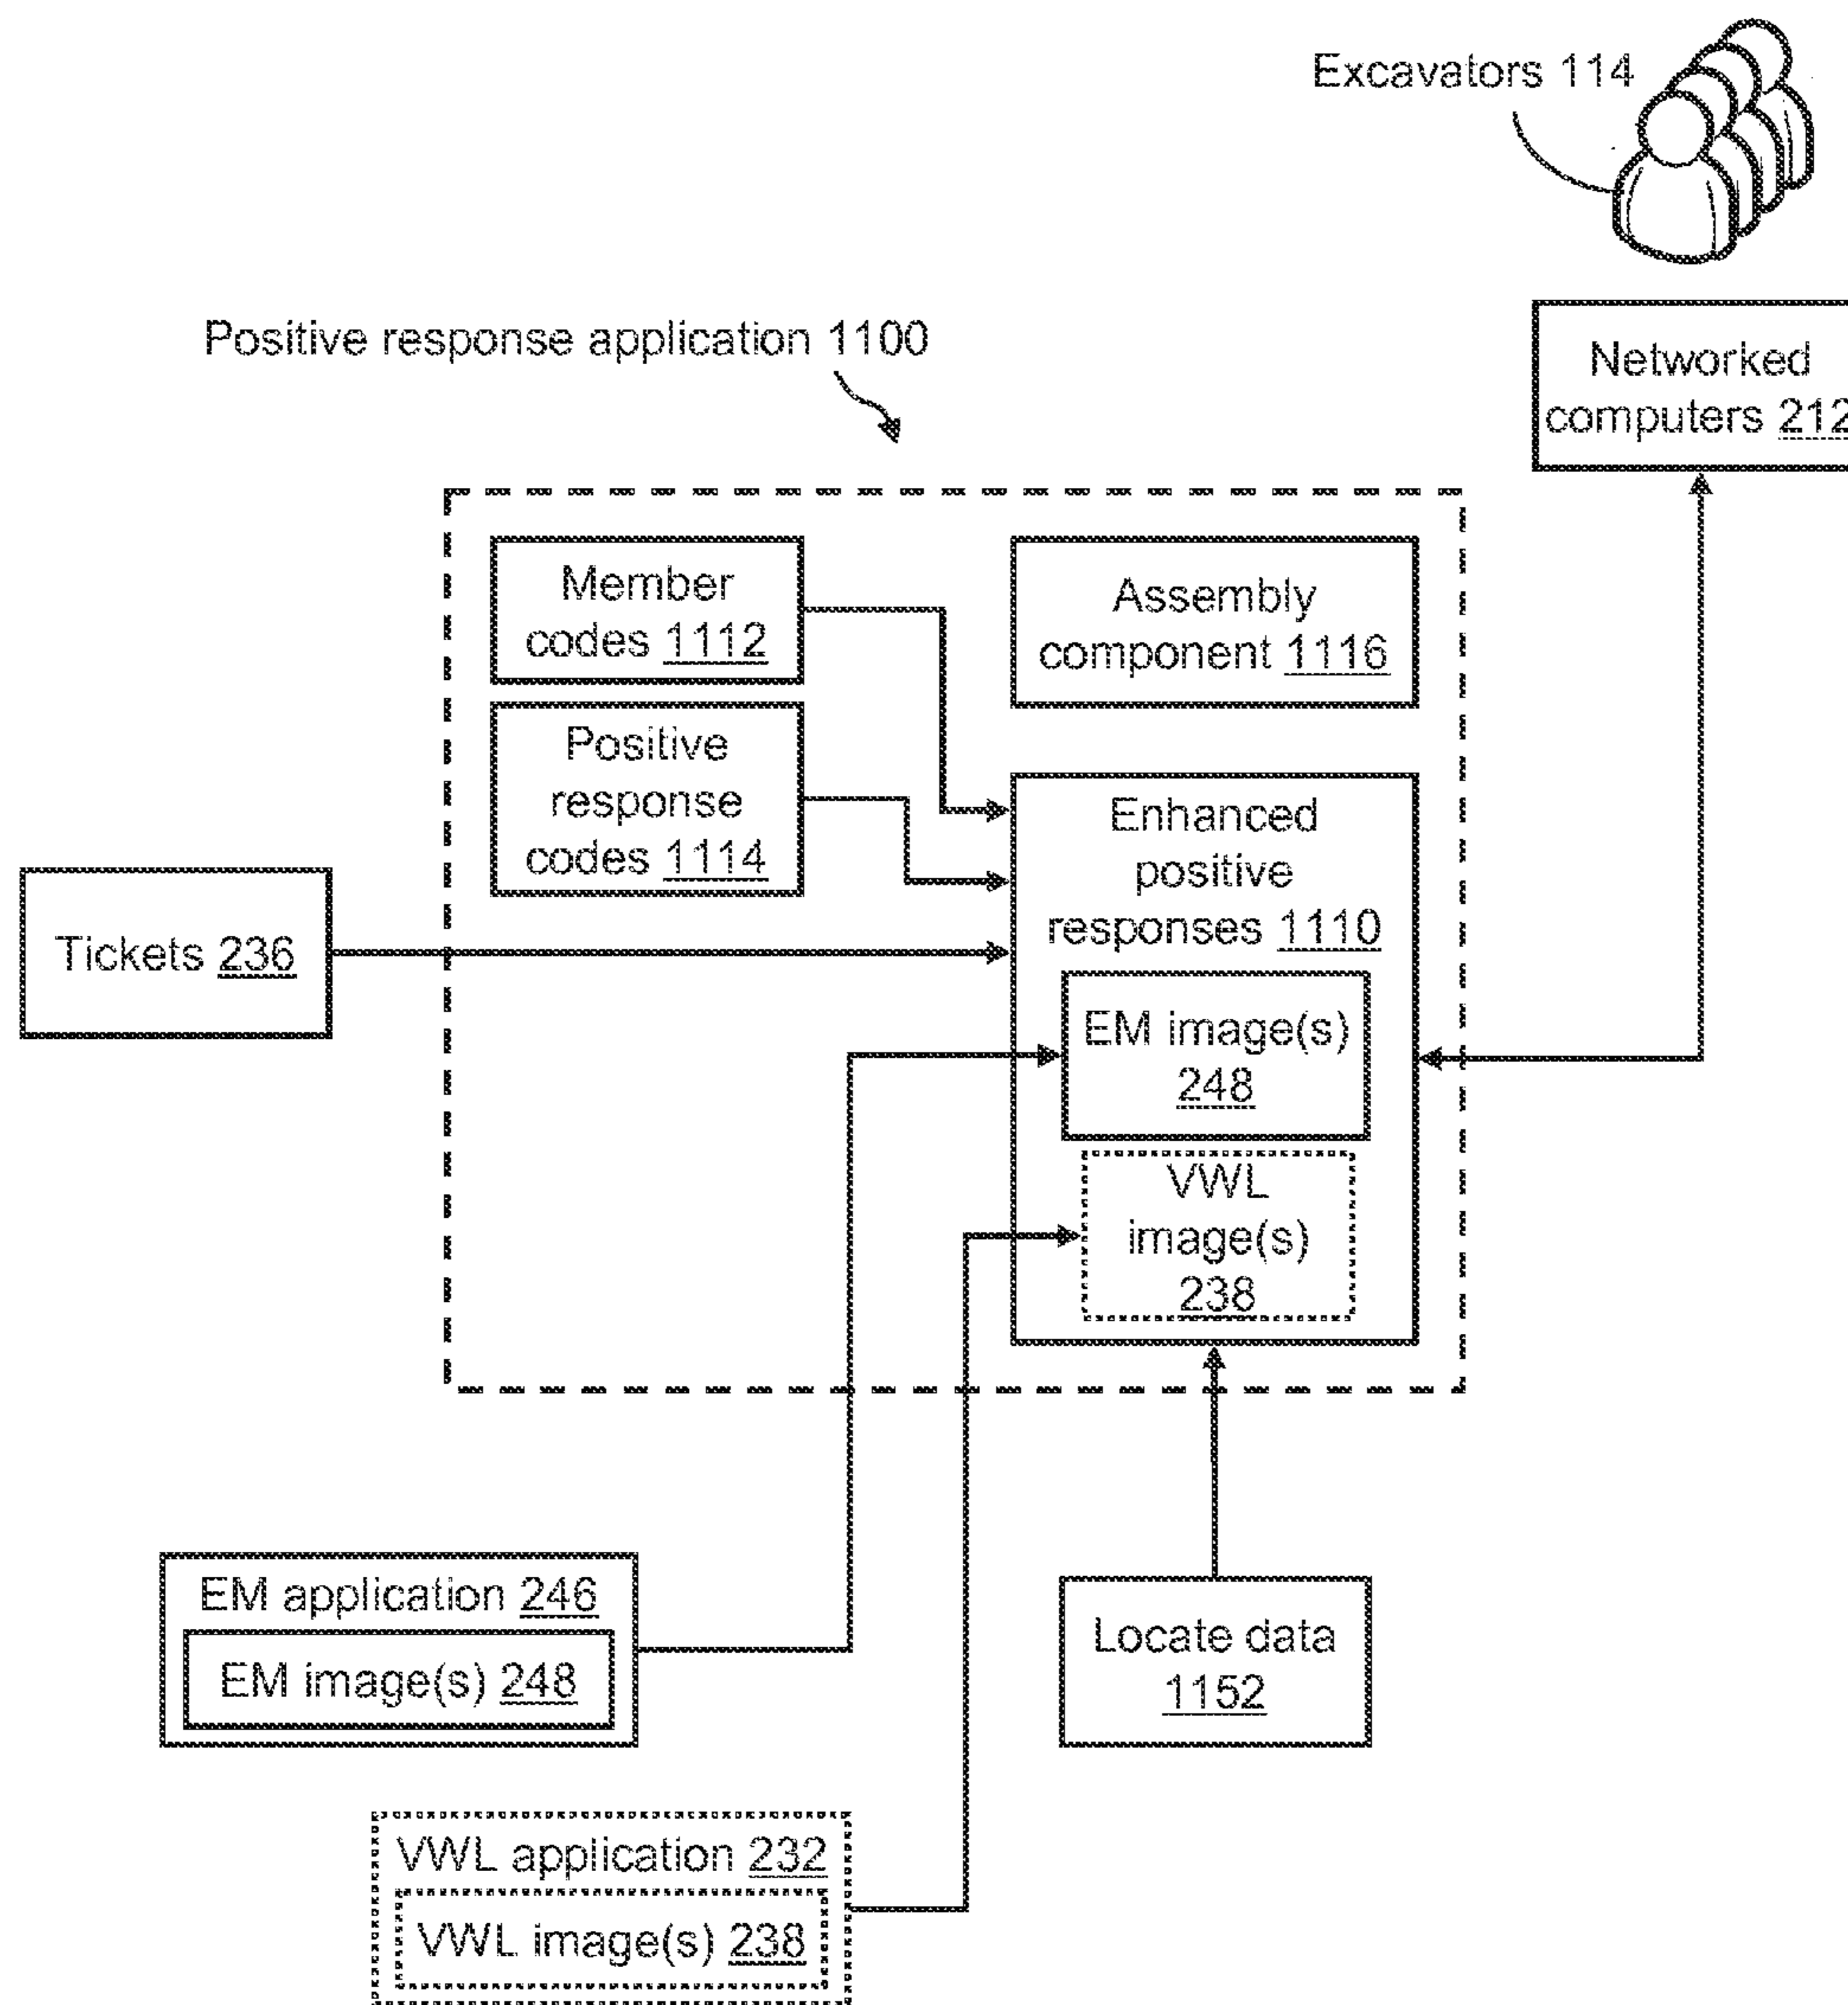 Excavators 114
Positive response application 1100
Networked
computers 212
Member
codes 1112
Assembly
component 1116
Positive
response
codes 1114
Enhanced
positive
responses 1110
Tickets 236
EM image(s)
248
VWL
image(s)
238
EM application 246
EM image(s) 248
Locate data
1152
VWL application 232
VWL image(s) 238